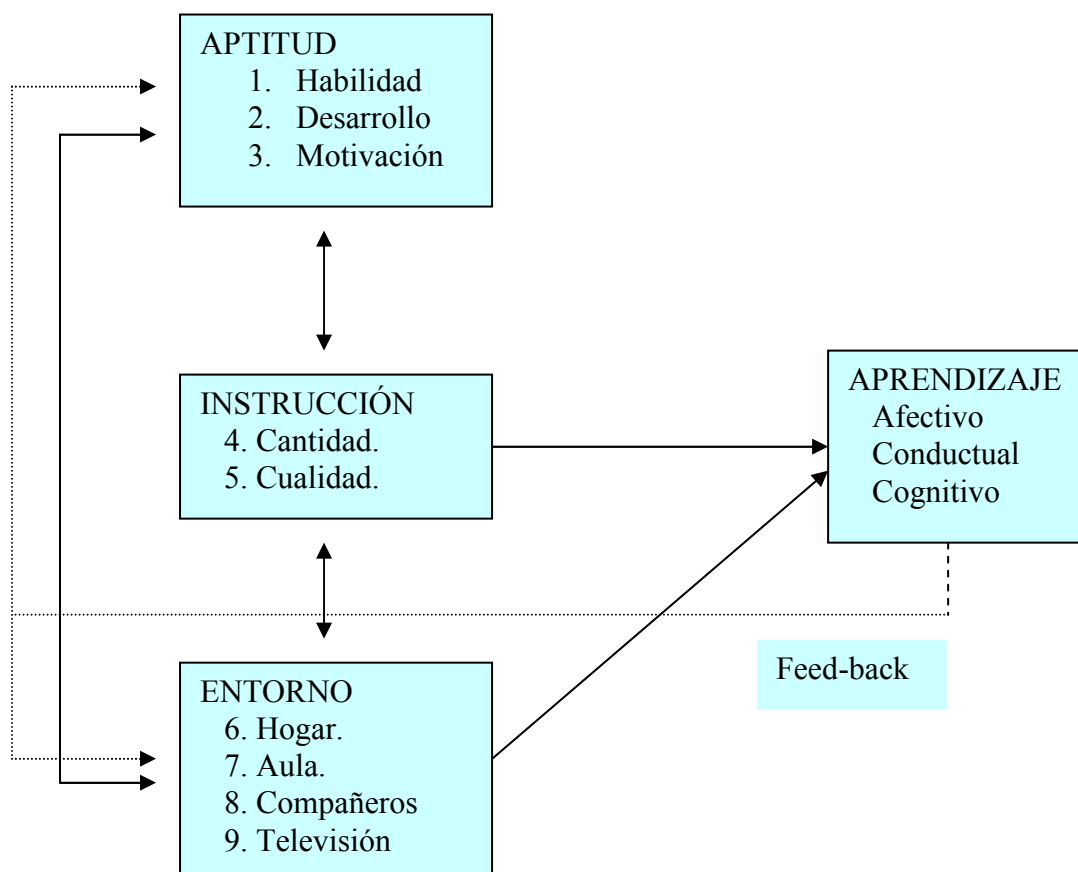 APTITUD
1. Habilidad
2. Desarrollo
3. Motivación
INSTRUCCIÓN
4. Cantidad.
5. Cualidad.
APRENDIZAJE
Afectivo
Conductual
Cognitivo
Feed-back
ENTORNO
6. Hogar.
7. Aula.
8. Compañeros
9. Televisión